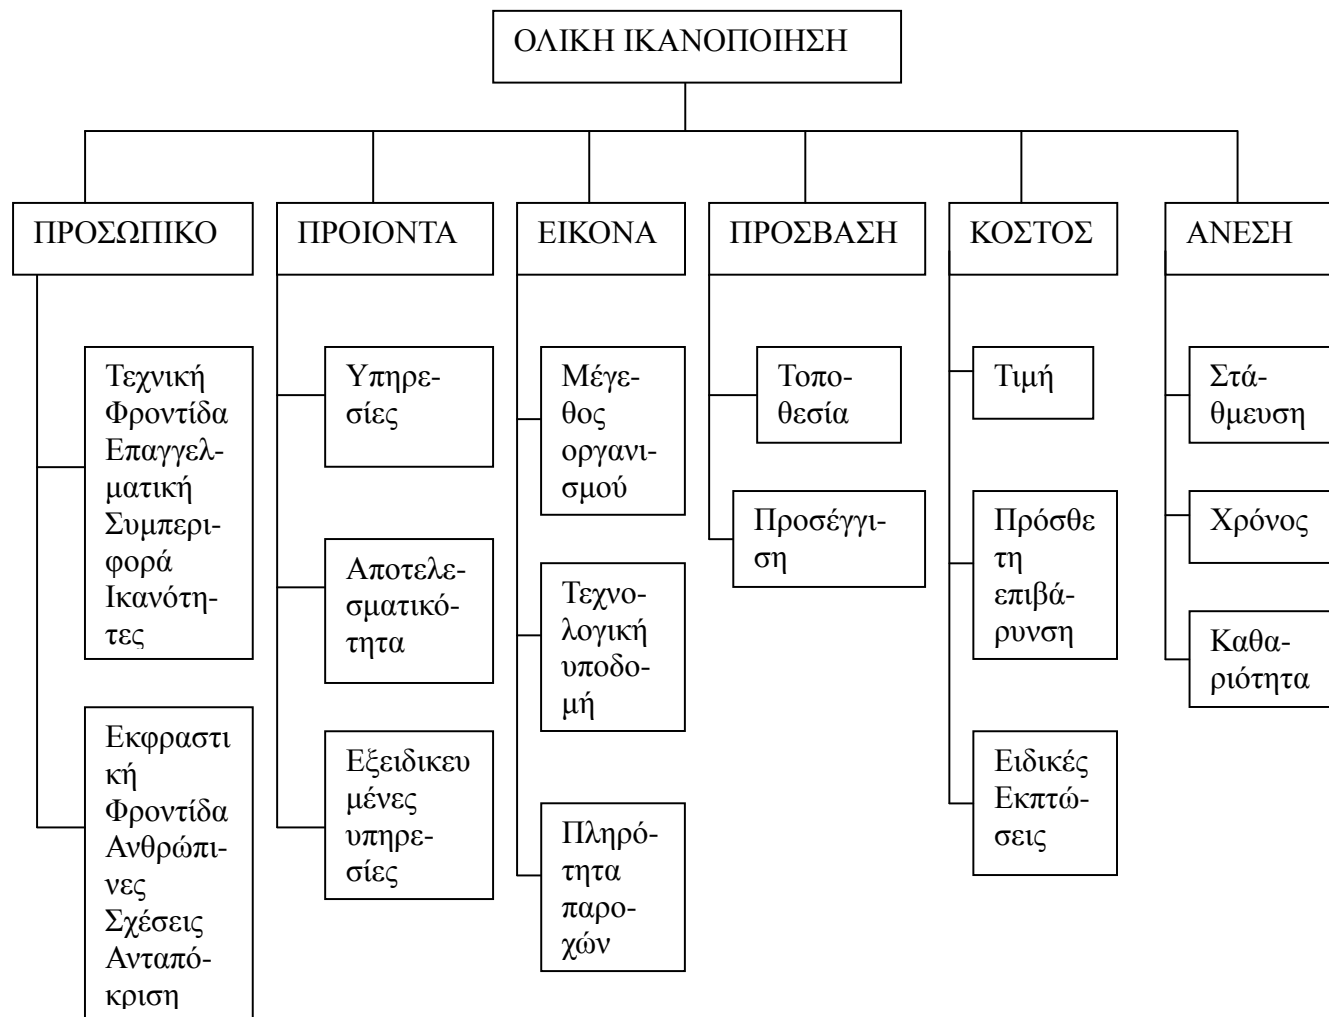 ΟΛΙΚΗ ΙΚΑΝΟΠΟΙΗΣΗ
ΠΡΟΣΩΠΙΚΟ
ΠΡΟΙΟΝΤΑ
ΕΙΚΟΝΑ
ΠΡΟΣΒΑΣΗ
ΚΟΣΤΟΣ
ΑΝΕΣΗ
Τεχνική
Φροντίδα
Επαγγελ-
ματική
Συμπερι-
φορά
Ικανότη-
τες
Εκφραστι
κή
Φροντίδα
Ανθρώπι-
νες
Σχέσεις
Ανταπό-
κριση
Υπηρε-
σίες
Αποτελε-
σματικό-
τητα
Εξειδικευ
μένες
υπηρε-
σίες
Μέγε-
θος
οργανι-
σμού
Τεχνο-
λογική
υποδο-
μή
Πληρό-
τητα
παρο-
χών
Τοπο-
θεσία
Προσέγγι-
ση
Τιμή
Πρόσθε
τη
επιβά-
ρυνση
Ειδικές
Εκπτώ-
σεις
Στά-
θμευση
Χρόνος
Καθα-
ριότητα